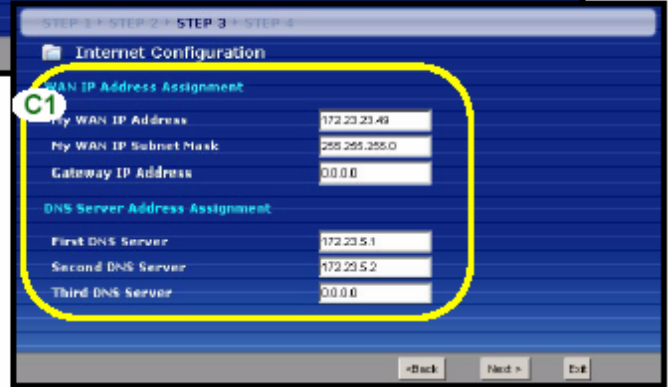 STEP 1 › STEP 2 › STEP 3 › STEP 4
Internet Configuration
WAN IP Address Assignment
C1
My WAN IP Address 172.23.23.49
My WAN IP Subnet Mask 255.255.255.0
Gateway IP Address 0.0.0.0
DNS Server Address Assignment
First DNS Server 172.23.5.1
Second DNS Server 172.23.5.2
Third DNS Server 0.0.0.0
<Back Next > Exit